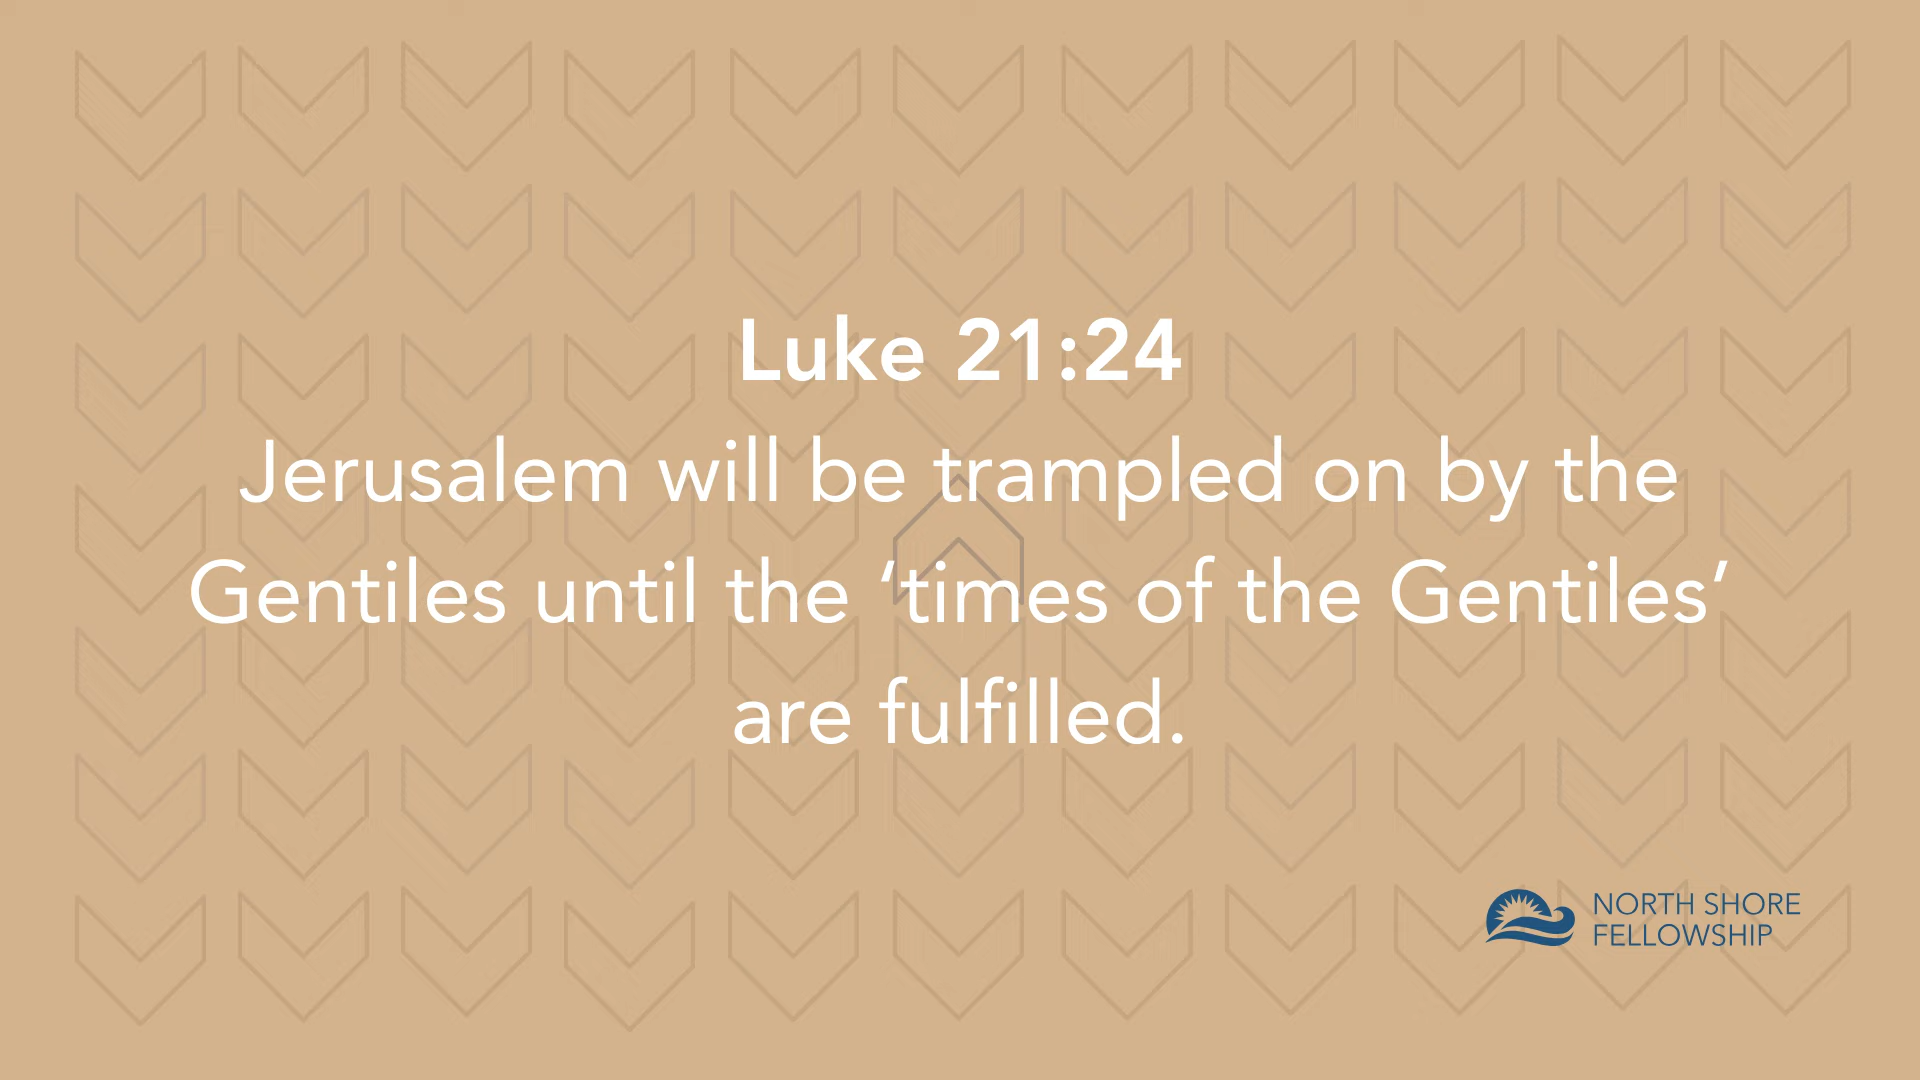 Luke 21:24
Jerusalem will be trampled on by the
Gentiles until the ‘times of the Gentiles’
are fulfilled.
NORTH SHORE
FELLOWSHIP